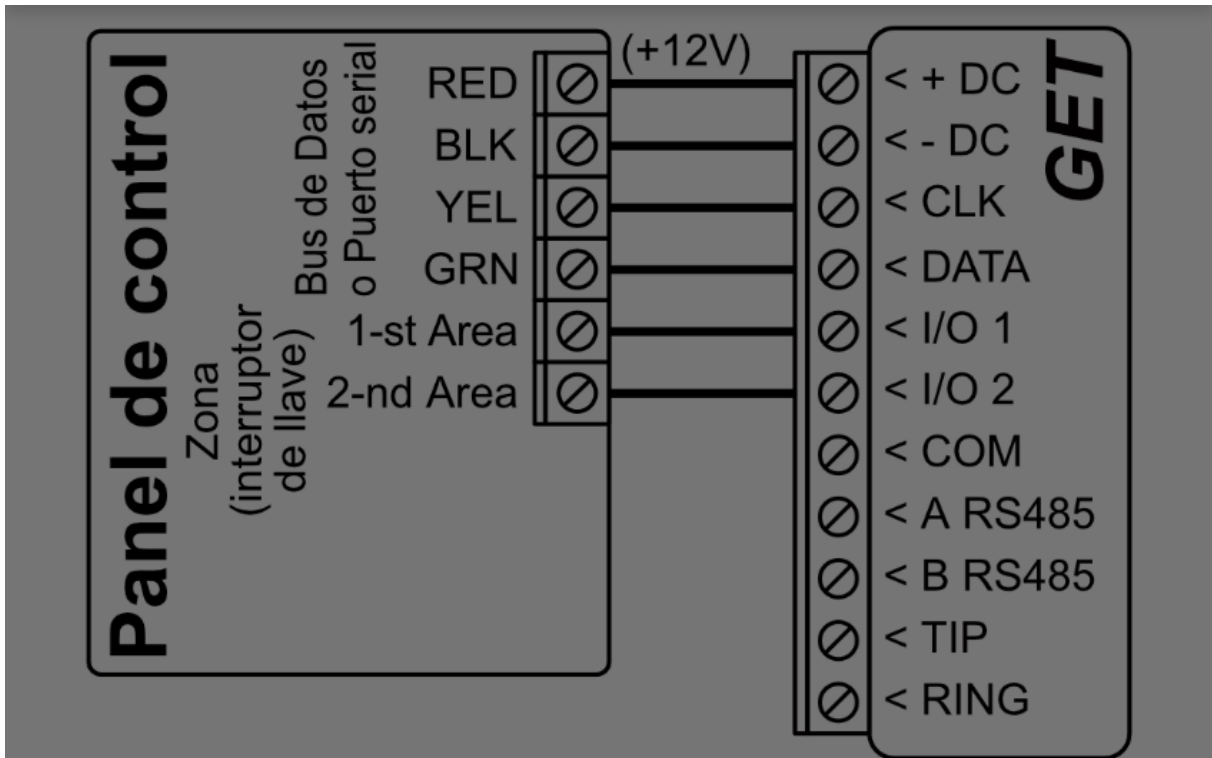 Panel de control
Bus de Datos
o Puerto serial
Zona
(interruptor
de llave)
RED
BLK
YEL
GRN
1-st Area
2-nd Area
(+12V)
< + DC
< - DC
< CLK
< DATA
< I/O 1
< I/O 2
< COM
< A RS485
< B RS485
< TIP
< RING
GET